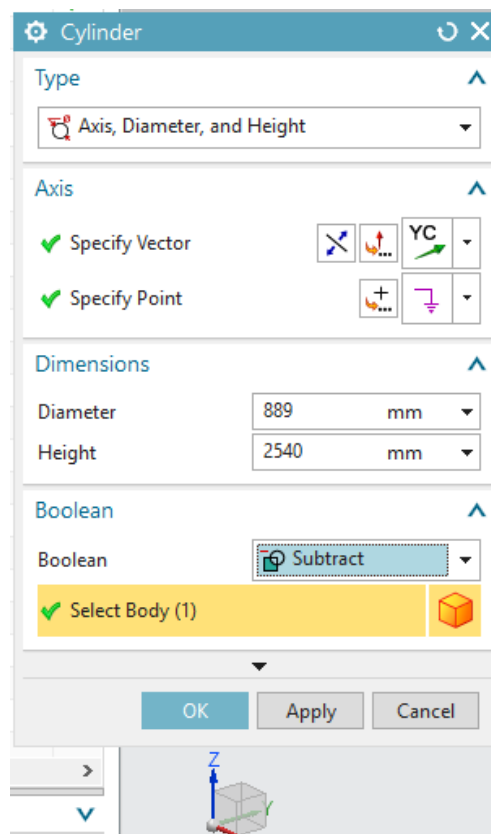 Cylinder
Type
Axis, Diameter, and Height
Axis
Specify Vector
YC
Specify Point
Dimensions
Diameter 889 mm
Height 2540 mm
Boolean
Boolean Subtract
Select Body (1)
OK Apply Cancel
Z
Y